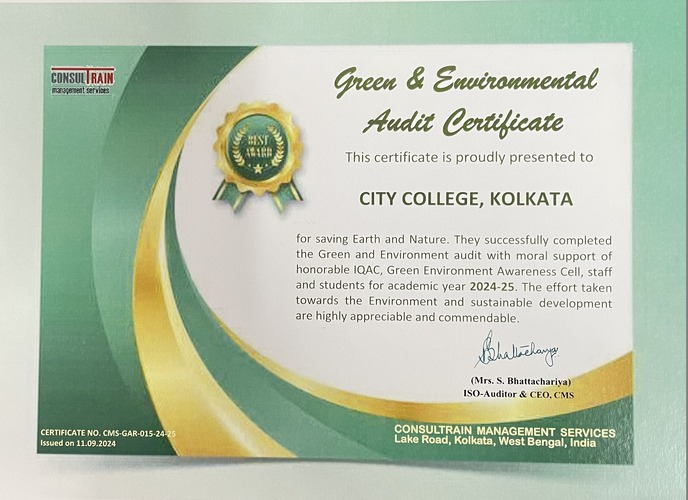 CONSULTRAIN
management services
Green & Environmental
Audit Certificate
BEST
AWARD
This certificate is proudly presented to
CITY COLLEGE, KOLKATA
for saving Earth and Nature. They successfully completed
the Green and Environment audit with moral support of
honorable IQAC, Green Environment Awareness Cell, staff
and students for academic year 2024-25. The effort taken
towards the Environment and sustainable development
are highly appreciable and commendable.
SBhattacharya
(Mrs. S. Bhattachariya)
ISO-Auditor & CEO, CMS
CERTIFICATE NO. CMS-GAR-015-24-25
Issued on 11.09.2024
CONSULTRAIN MANAGEMENT SERVICES
Lake Road, Kolkata, West Bengal, India